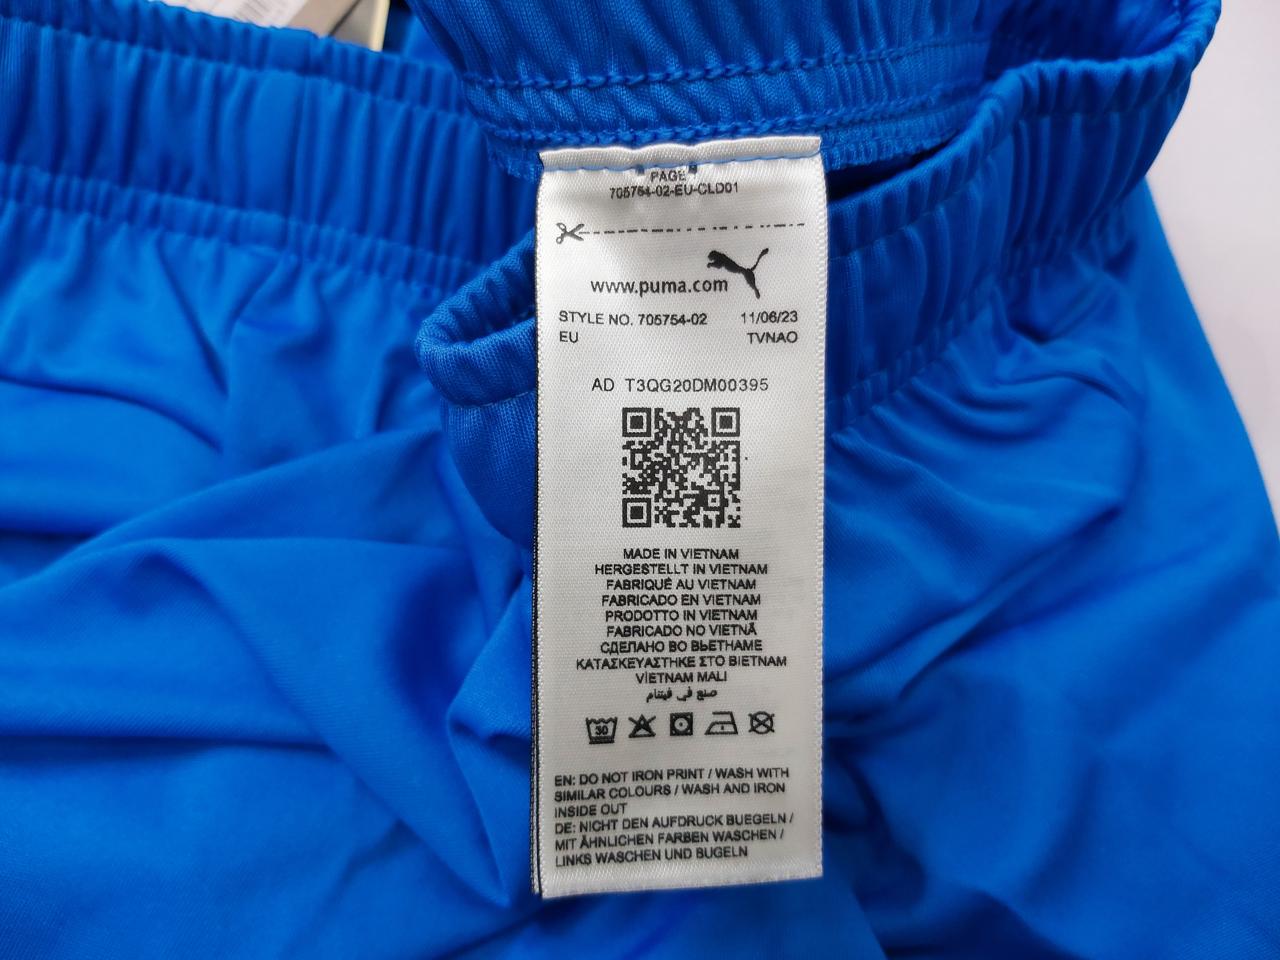 PAGE
705754-02-EU-CLD01
www.puma.com
STYLE NO. 705754-02 11/06/23
EU TVNAO
AD T3QG20DM00395
MADE IN VIETNAM
HERGESTELLT IN VIETNAM
FABRIQUÉ AU VIETNAM
FABRICADO EN VIETNAM
PRODOTTO IN VIETNAM
FABRICADO NO VIETNÃ
СДЕЛАНО ВО ВЬЕТНАМЕ
ΚΑΤΑΣΚΕΥΑΣΤΗΚΕ ΣΤΟ ΒΙΕΤΝΑΜ
VİETNAM MALI
صنع في فيتنام
30
EN: DO NOT IRON PRINT / WASH WITH
SIMILAR COLOURS / WASH AND IRON
INSIDE OUT
DE: NICHT DEN AUFDRUCK BUEGELN /
MIT ÄHNLICHEN FARBEN WASCHEN /
LINKS WASCHEN UND BUGELN